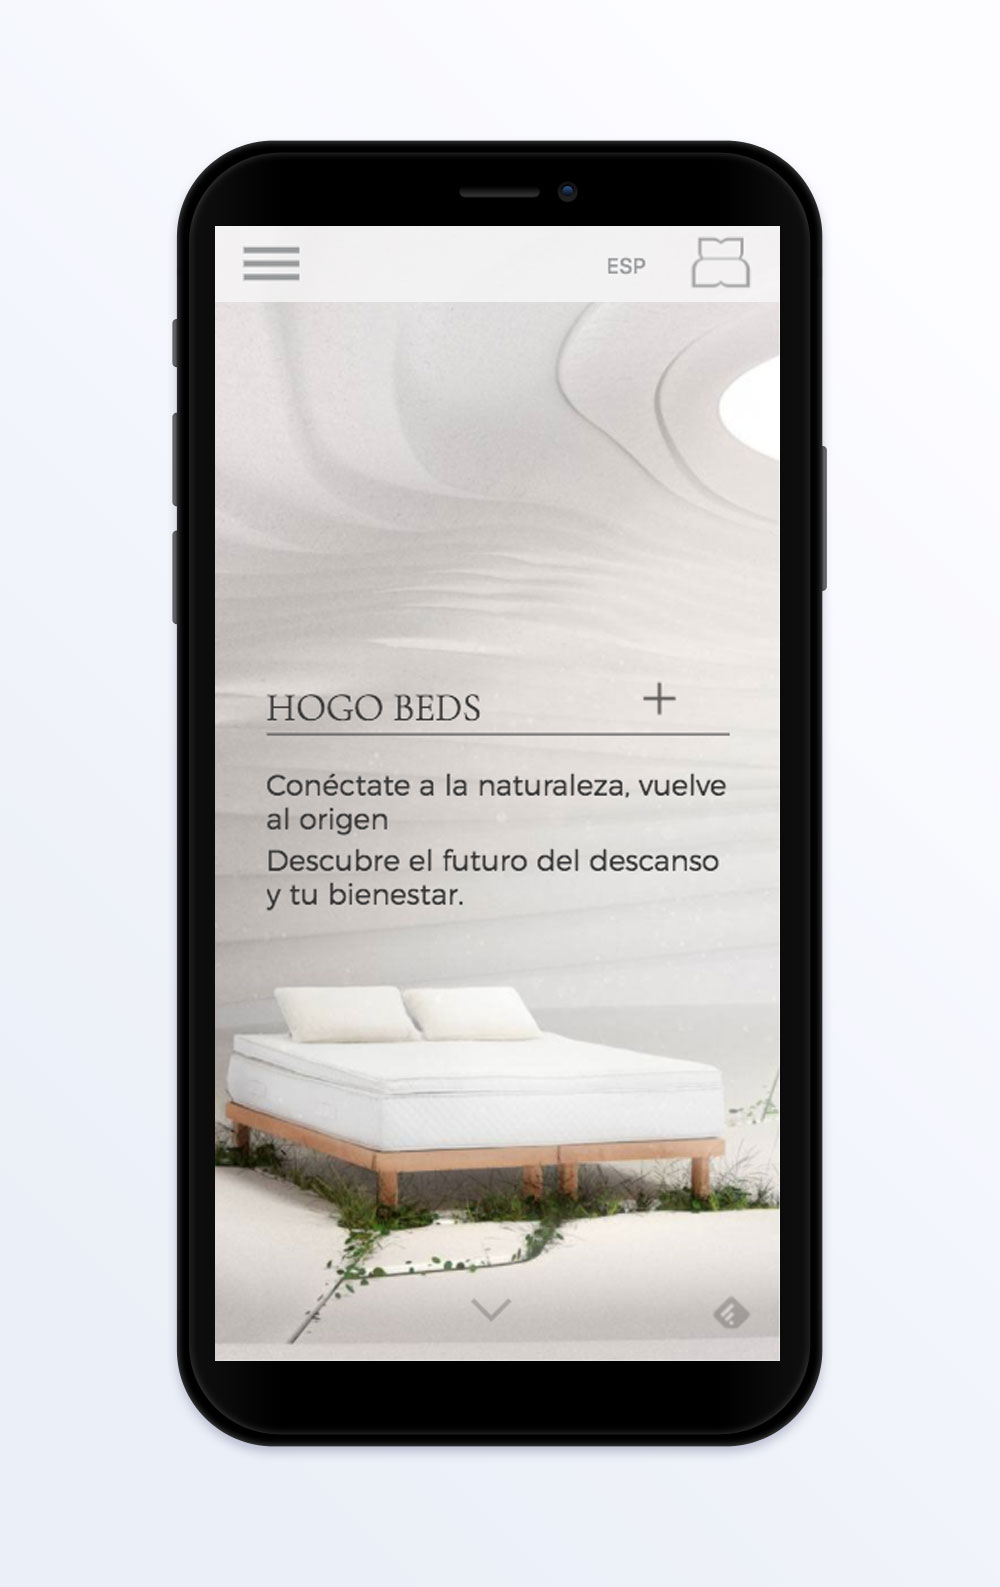 ESP
HOGO BEDS
Conéctate a la naturaleza, vuelve
al origen
Descubre el futuro del descanso
y tu bienestar.